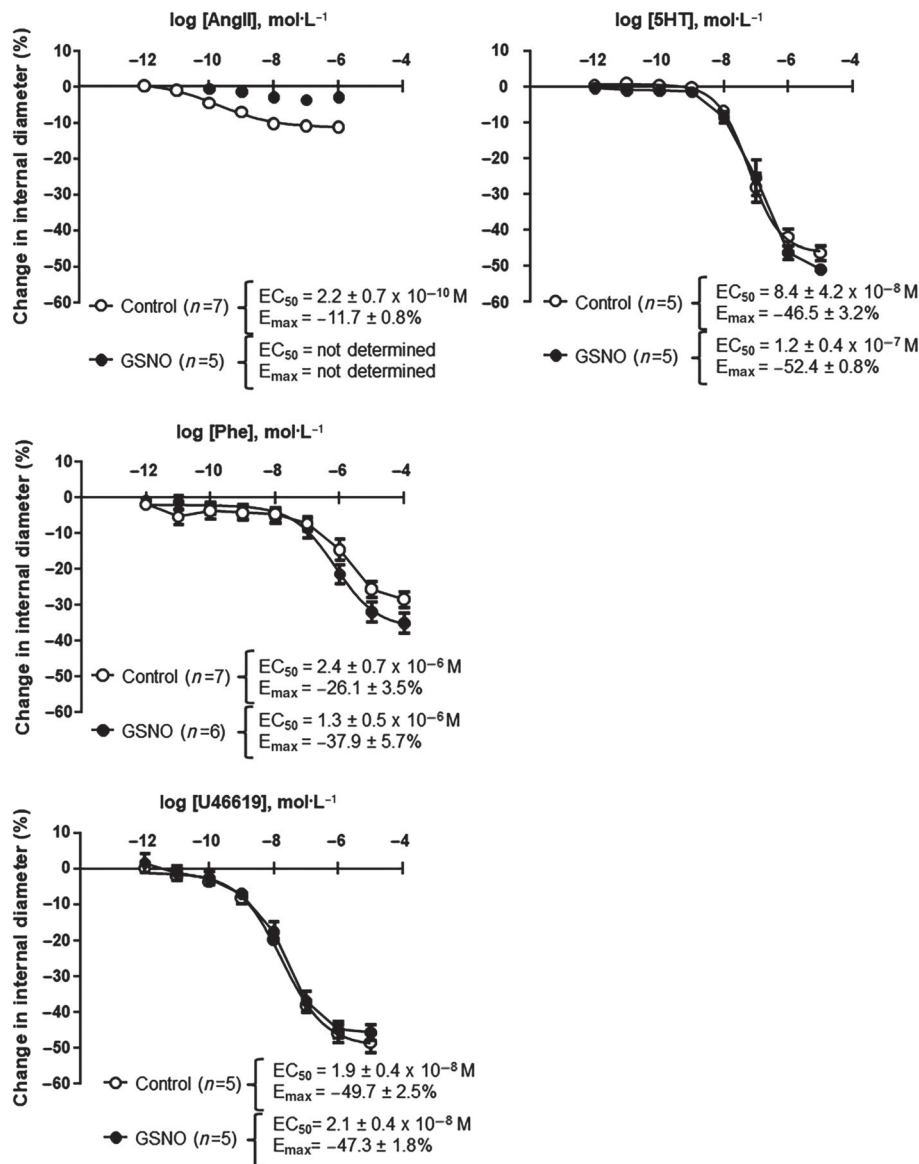 log [AngII], mol·L⁻¹
−12 −10 −8 −6 −4
10
0
−10
−20
−30
−40
−50
−60
Change in internal diameter (%)
Control (n=7)
EC₅₀ = 2.2 ± 0.7 x 10⁻¹⁰ M
Eₘₐₓ = −11.7 ± 0.8%
GSNO (n=5)
EC₅₀ = not determined
Eₘₐₓ = not determined
log [5HT], mol·L⁻¹
−12 −10 −8 −6 −4
10
0
−10
−20
−30
−40
−50
−60
Control (n=5)
EC₅₀ = 8.4 ± 4.2 x 10⁻⁸ M
Eₘₐₓ = −46.5 ± 3.2%
GSNO (n=5)
EC₅₀ = 1.2 ± 0.4 x 10⁻⁷ M
Eₘₐₓ = −52.4 ± 0.8%
log [Phe], mol·L⁻¹
−12 −10 −8 −6 −4
10
0
−10
−20
−30
−40
−50
−60
Change in internal diameter (%)
Control (n=7)
EC₅₀ = 2.4 ± 0.7 x 10⁻⁶ M
Eₘₐₓ = −26.1 ± 3.5%
GSNO (n=6)
EC₅₀ = 1.3 ± 0.5 x 10⁻⁶ M
Eₘₐₓ = −37.9 ± 5.7%
log [U46619], mol·L⁻¹
−12 −10 −8 −6 −4
10
0
−10
−20
−30
−40
−50
−60
Change in internal diameter (%)
Control (n=5)
EC₅₀ = 1.9 ± 0.4 x 10⁻⁸ M
Eₘₐₓ = −49.7 ± 2.5%
GSNO (n=5)
EC₅₀= 2.1 ± 0.4 x 10⁻⁸ M
Eₘₐₓ= −47.3 ± 1.8%